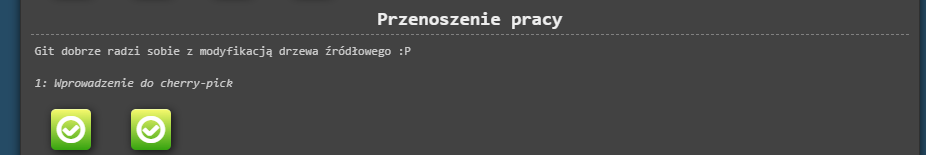 Przenoszenie pracy
Git dobrze radzi sobie z modyfikacją drzewa źródłowego :P
1: Wprowadzenie do cherry-pick